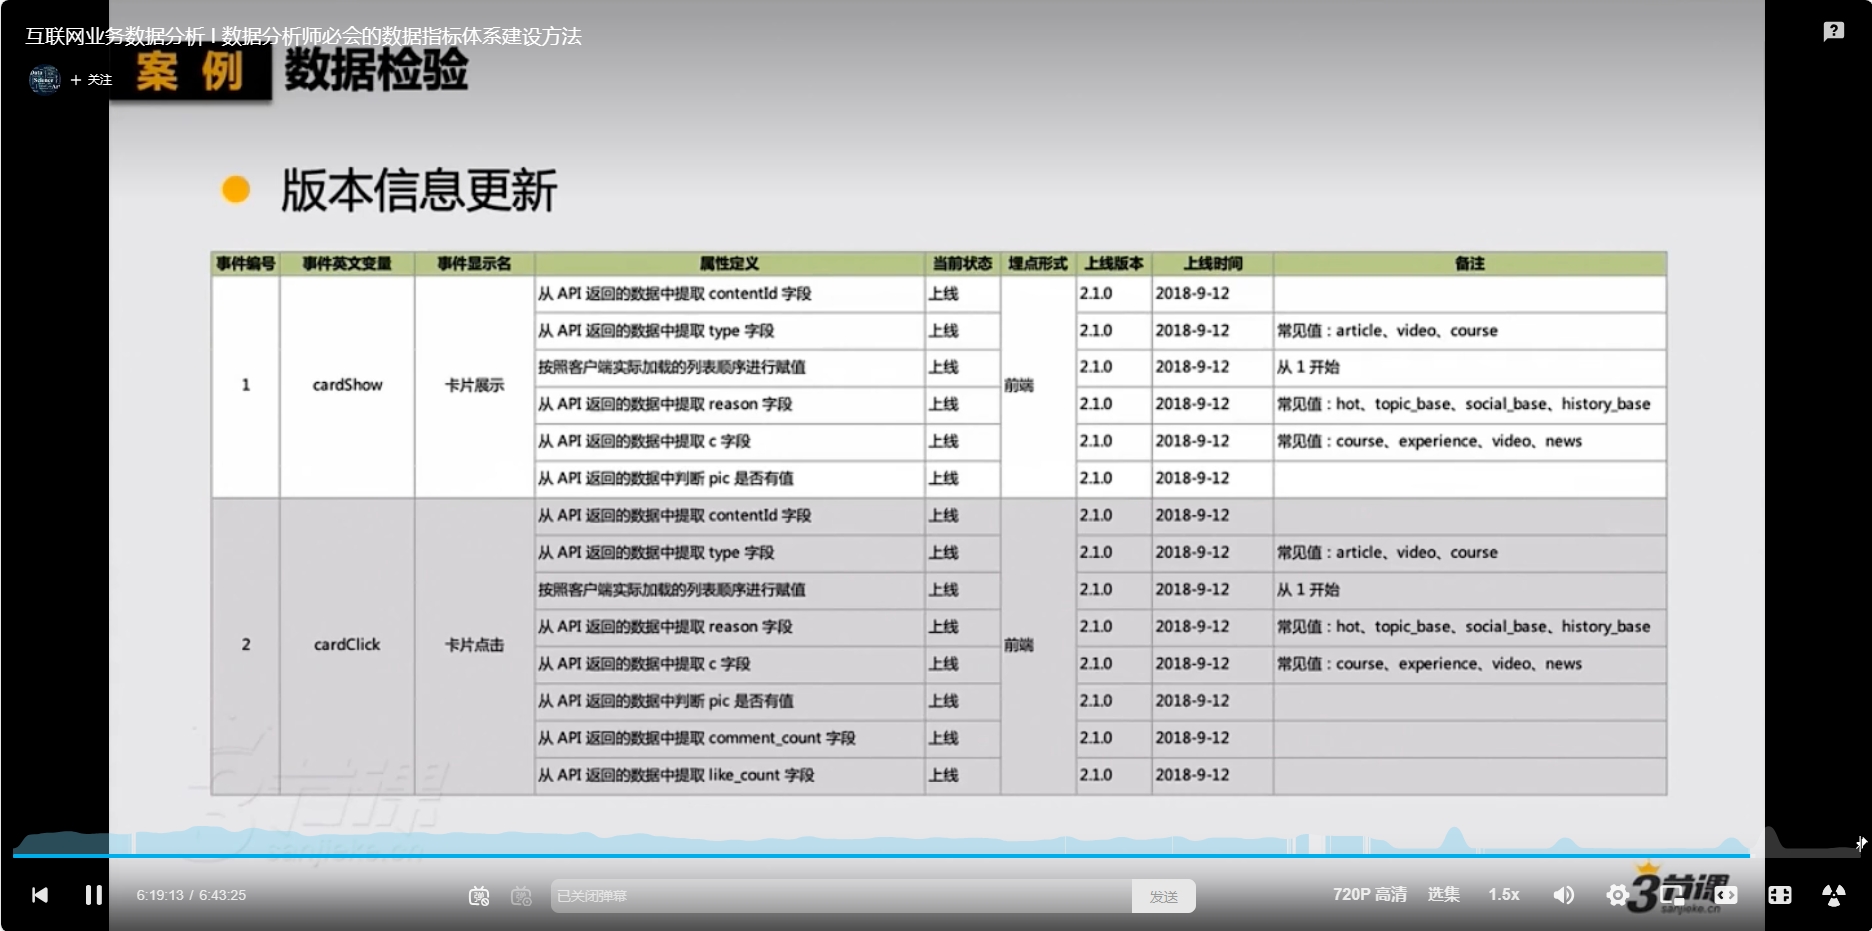 互联网业务数据分析 | 数据分析师必会的数据指标体系建设方法
+ 关注
案 例 数据检验
版本信息更新
事件编号 事件英文变量 事件显示名 属性定义 当前状态 埋点形式 上线版本 上线时间 备注
从 API 返回的数据中提取 contentId 字段 上线 2.1.0 2018-9-12
从 API 返回的数据中提取 type 字段 上线 2.1.0 2018-9-12 常见值：article、video、course
按照客户端实际加载的列表顺序进行赋值 上线 2.1.0 2018-9-12 从 1 开始
1 cardShow 卡片展示 前端
从 API 返回的数据中提取 reason 字段 上线 2.1.0 2018-9-12 常见值：hot、topic_base、social_base、history_base
从 API 返回的数据中提取 c 字段 上线 2.1.0 2018-9-12 常见值：course、experience、video、news
从 API 返回的数据中判断 pic 是否有值 上线 2.1.0 2018-9-12
从 API 返回的数据中提取 contentId 字段 上线 2.1.0 2018-9-12
从 API 返回的数据中提取 type 字段 上线 2.1.0 2018-9-12 常见值：article、video、course
按照客户端实际加载的列表顺序进行赋值 上线 2.1.0 2018-9-12 从 1 开始
从 API 返回的数据中提取 reason 字段 上线 2.1.0 2018-9-12 常见值：hot、topic_base、social_base、history_base
2 cardClick 卡片点击 前端
从 API 返回的数据中提取 c 字段 上线 2.1.0 2018-9-12 常见值：course、experience、video、news
从 API 返回的数据中判断 pic 是否有值 上线 2.1.0 2018-9-12
从 API 返回的数据中提取 comment_count 字段 上线 2.1.0 2018-9-12
从 API 返回的数据中提取 like_count 字段 上线 2.1.0 2018-9-12
3节课
sanjieke.cn
6:19:13 / 6:43:25
已关闭弹幕
发送
720P 高清 选集 1.5x
3节课
sanjieke.cn